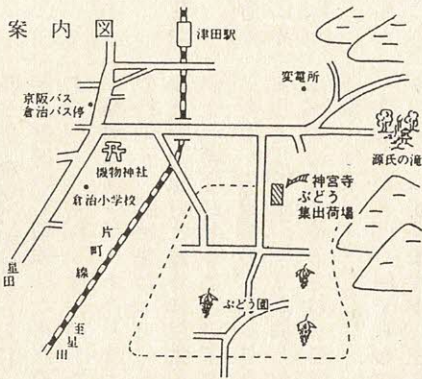 案内図
津田駅
変電所
京阪バス
倉治バス停
源氏の滝
機物神社
神宮寺
ぶどう
集出荷場
倉治小学校
片町線
星田
至星田
ぶどう園